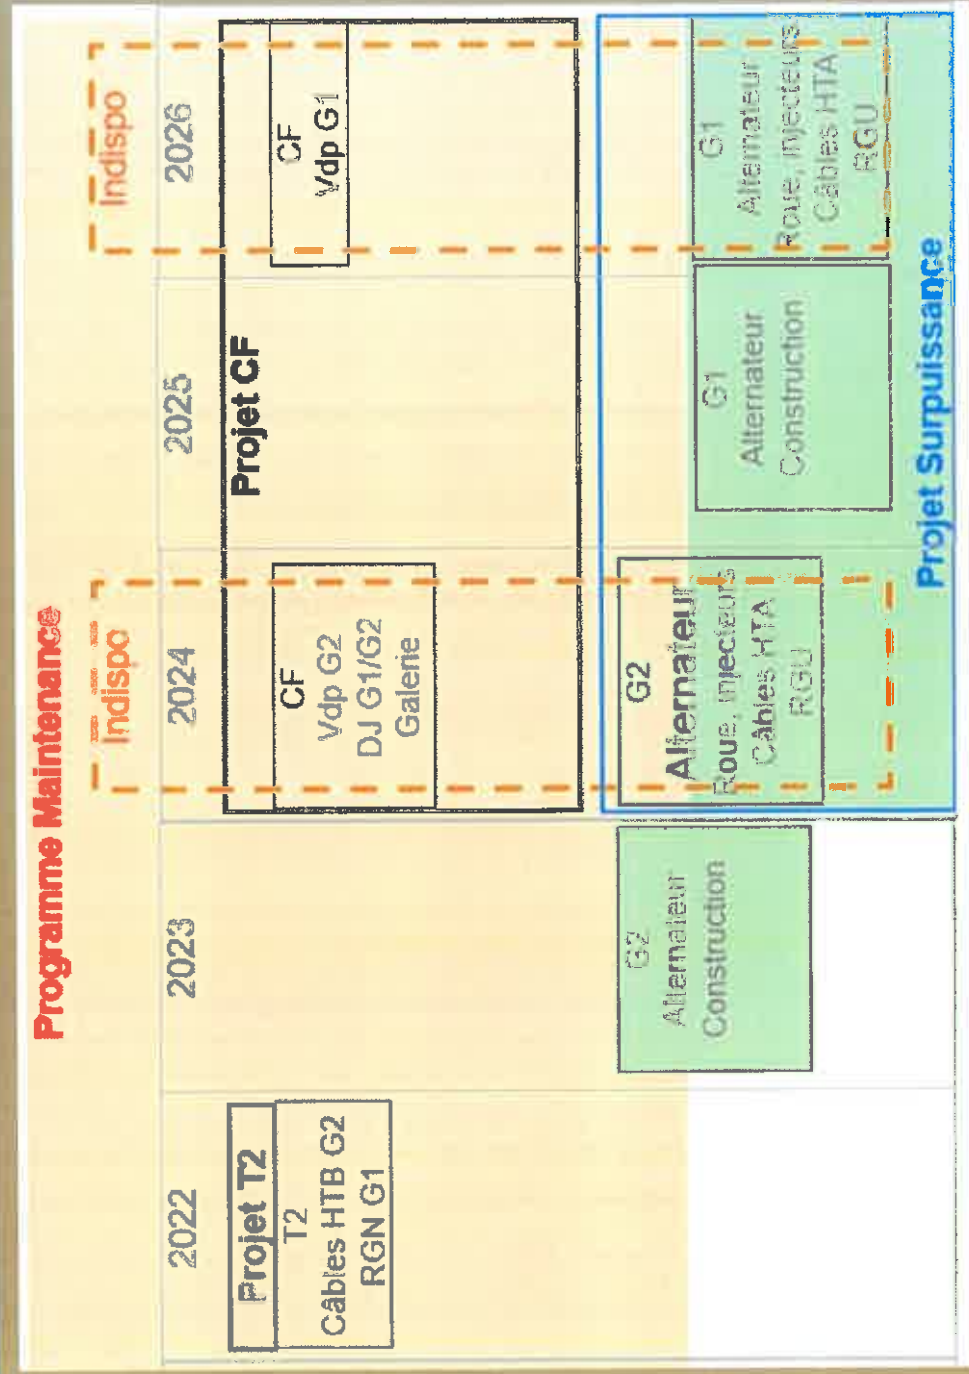 Programme Maintenance
Indispo
Indispo
2022
2023
2024
2025
2026
Projet T2
T2
Câbles HTB G2
RGN G1
Projet CF
CF
Vdp G2
DJ G1/G2
Galerie
CF
Vdp G1
G2
Alternateur
Construction
G2
Alternateur
Roue, injecteurs
Câbles HTA
RGU
G1
Alternateur
Construction
G1
Alternateur
Roue, injecteurs
Câbles HTA
RGU
Projet Surpuissance